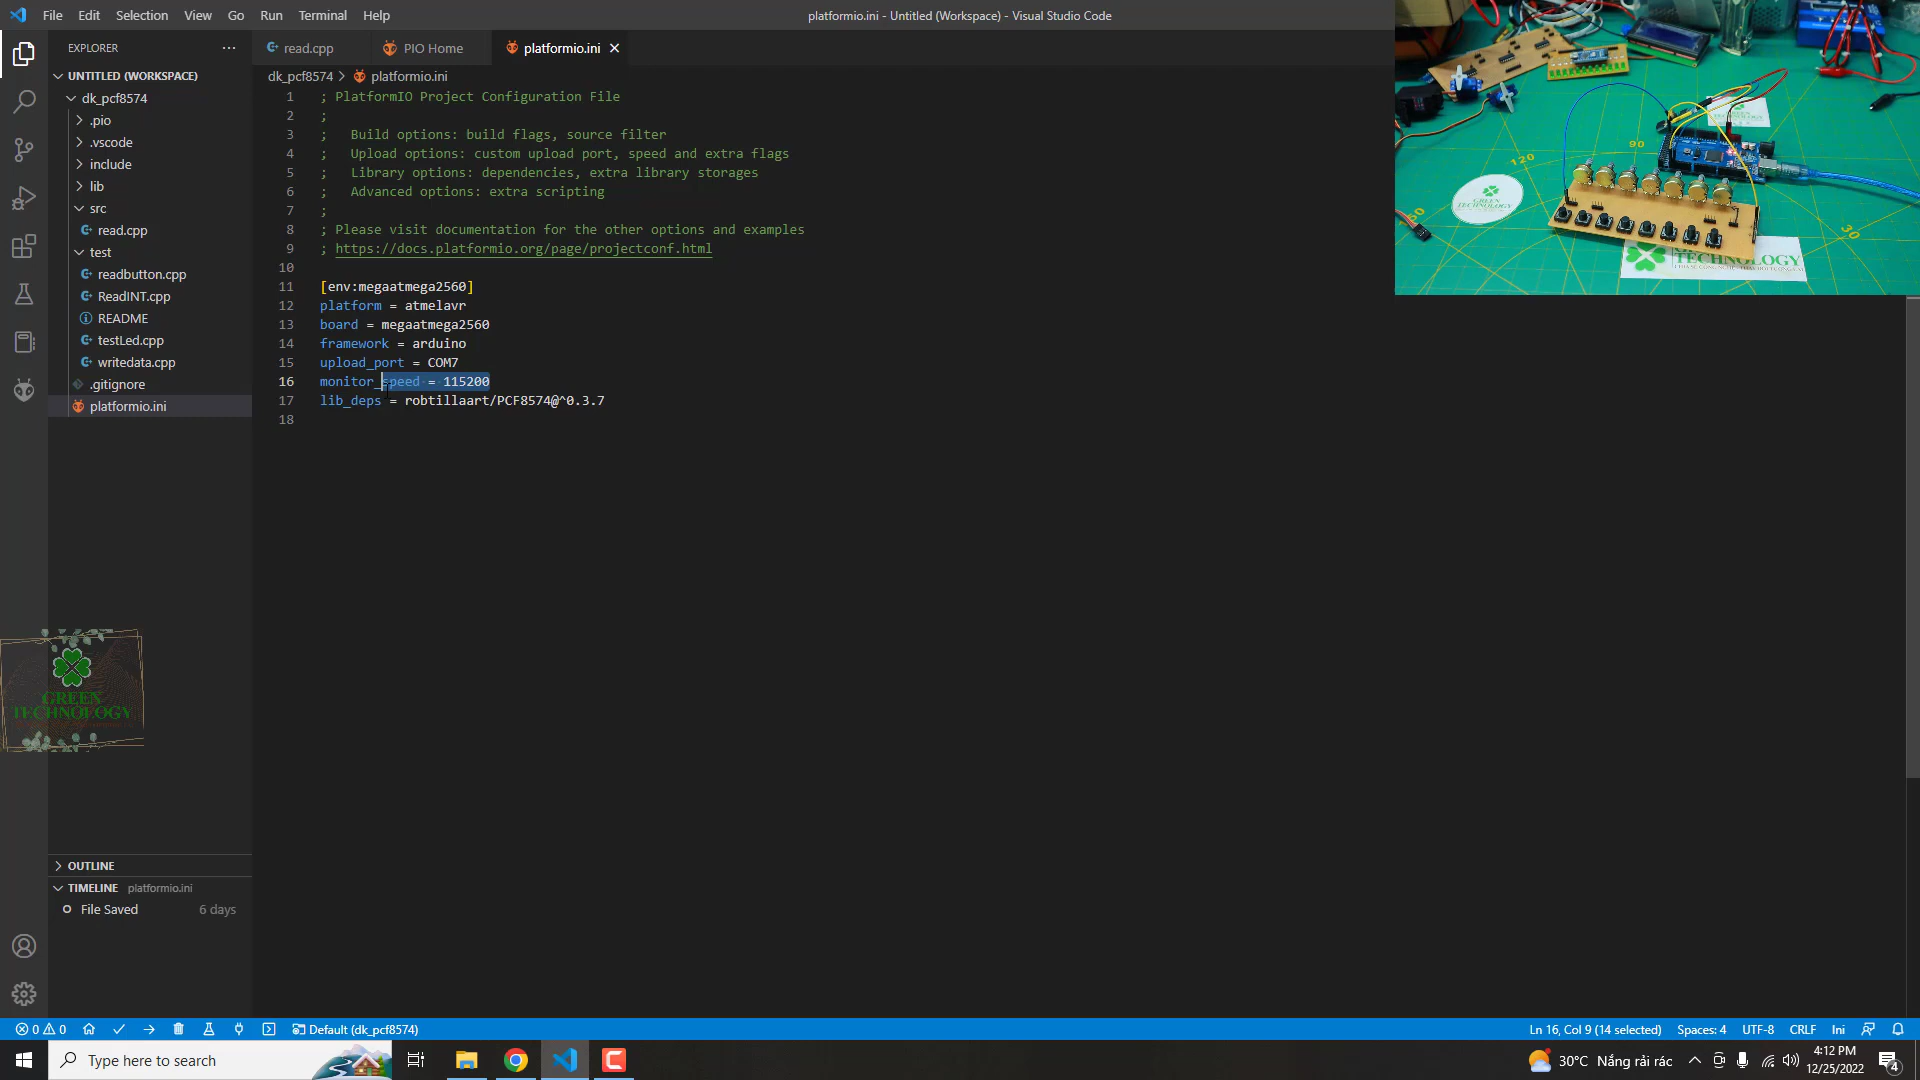 File Edit Selection View Go Run Terminal Help
platformio.ini - Untitled (Workspace) - Visual Studio Code
EXPLORER
UNTITLED (WORKSPACE)
dk_pcf8574
.pio
.vscode
include
lib
src
read.cpp
test
readbutton.cpp
ReadINT.cpp
README
testLed.cpp
writedata.cpp
.gitignore
platformio.ini
GREEN
TECHNOLOGY
OUTLINE
TIMELINE platformio.ini
File Saved 6 days
read.cpp PIO Home platformio.ini
dk_pcf8574 > platformio.ini
1 ; PlatformIO Project Configuration File
2 ;
3 ;   Build options: build flags, source filter
4 ;   Upload options: custom upload port, speed and extra flags
5 ;   Library options: dependencies, extra library storages
6 ;   Advanced options: extra scripting
7 ;
8 ; Please visit documentation for the other options and examples
9 ; https://docs.platformio.org/page/projectconf.html
10
11 [env:megaatmega2560]
12 platform = atmelavr
13 board = megaatmega2560
14 framework = arduino
15 upload_port = COM7
16 monitor_speed = 115200
17 lib_deps = robtillaart/PCF8574@^0.3.7
18
120
90
50
30
GREEN
TECHNOLOGY
TECHNOLOGY
0 0 Default (dk_pcf8574)
Ln 16, Col 9 (14 selected) Spaces: 4 UTF-8 CRLF Ini
Type here to search
30°C Nắng rải rác
4:12 PM
12/25/2022
4